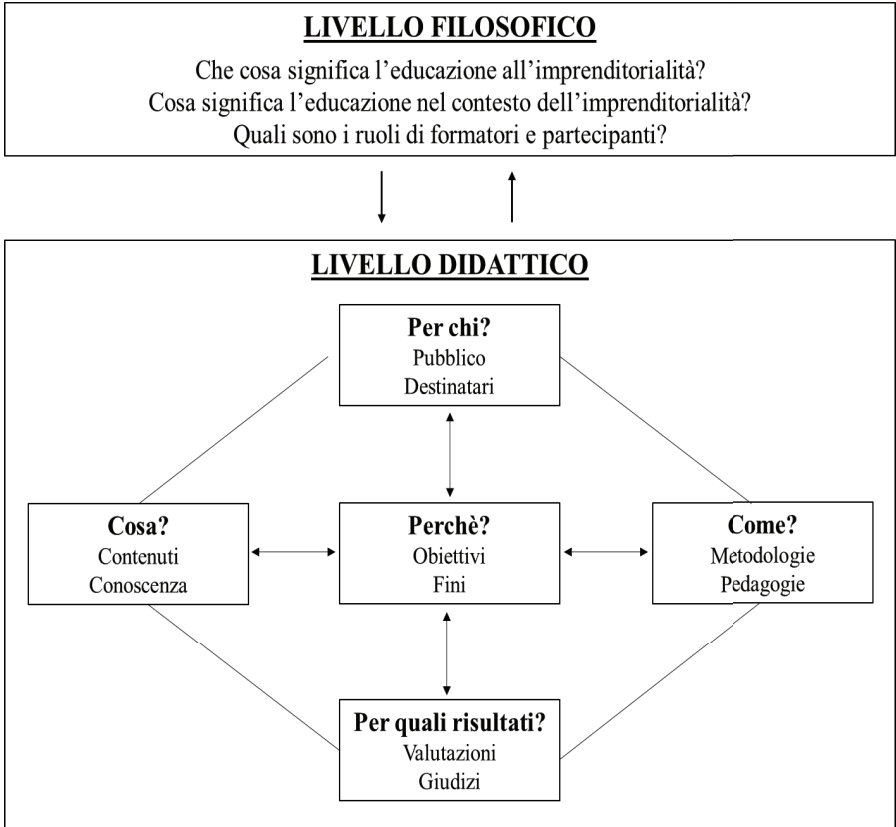 LIVELLO FILOSOFICO
Che cosa significa l’educazione all’imprenditorialità?
Cosa significa l’educazione nel contesto dell’imprenditorialità?
Quali sono i ruoli di formatori e partecipanti?
LIVELLO DIDATTICO
Per chi?
Pubblico
Destinatari
Cosa?
Contenuti
Conoscenza
Perchè?
Obiettivi
Fini
Come?
Metodologie
Pedagogie
Per quali risultati?
Valutazioni
Giudizi